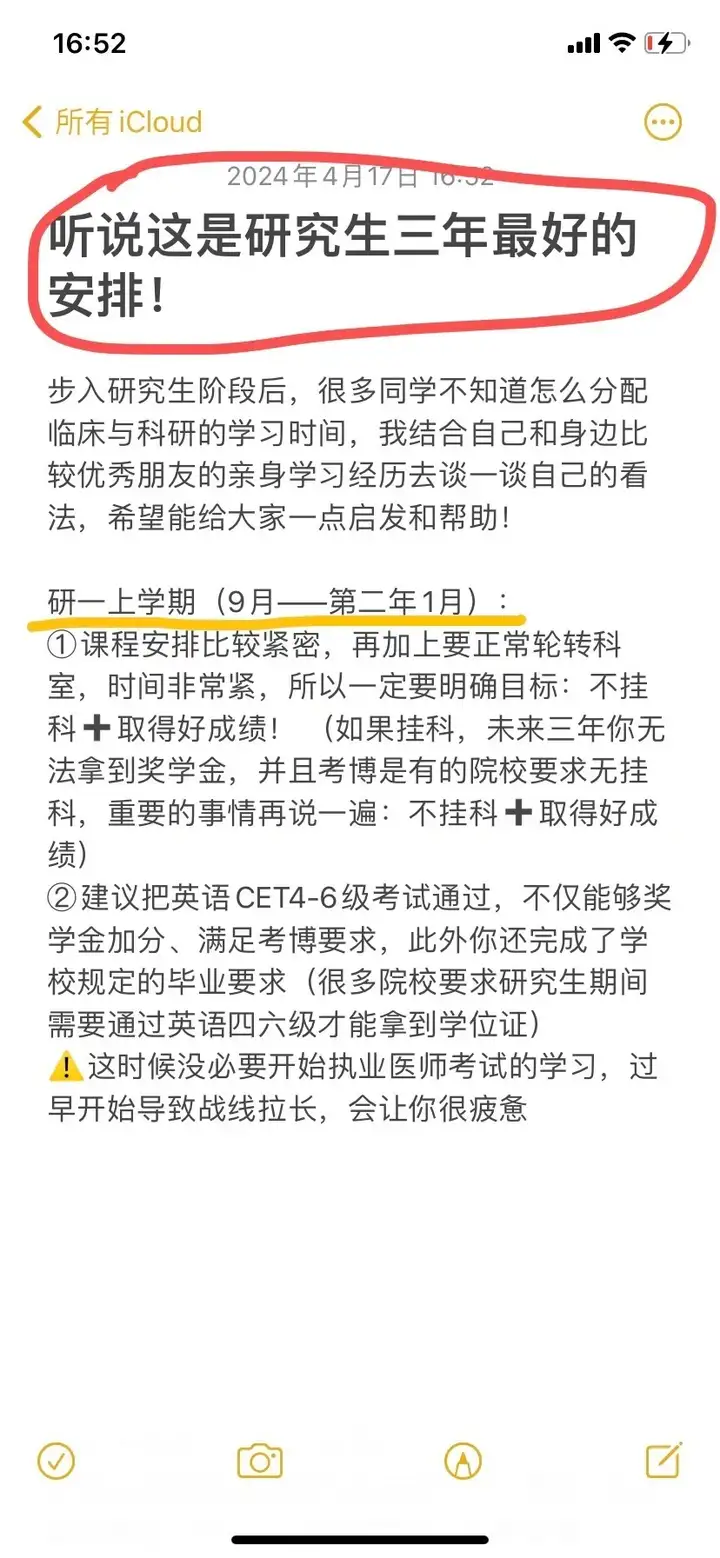 16:52
所有 iCloud
2024年4月17日 16:52
听说这是研究生三年最好的
安排！
步入研究生阶段后，很多同学不知道怎么分配
临床与科研的学习时间，我结合自己和身边比
较优秀朋友的亲身学习经历去谈一谈自己的看
法，希望能给大家一点启发和帮助！
研一上学期（9月——第二年1月）：
①课程安排比较紧密，再加上要正常轮转科
室，时间非常紧，所以一定要明确目标：不挂
科➕取得好成绩！（如果挂科，未来三年你无
法拿到奖学金，并且考博是有的院校要求无挂
科，重要的事情再说一遍：不挂科➕取得好成
绩）
②建议把英语CET4-6级考试通过，不仅能够奖
学金加分、满足考博要求，此外你还完成了学
校规定的毕业要求（很多院校要求研究生期间
需要通过英语四六级才能拿到学位证）
⚠️这时候没必要开始执业医师考试的学习，过
早开始导致战线拉长，会让你很疲惫